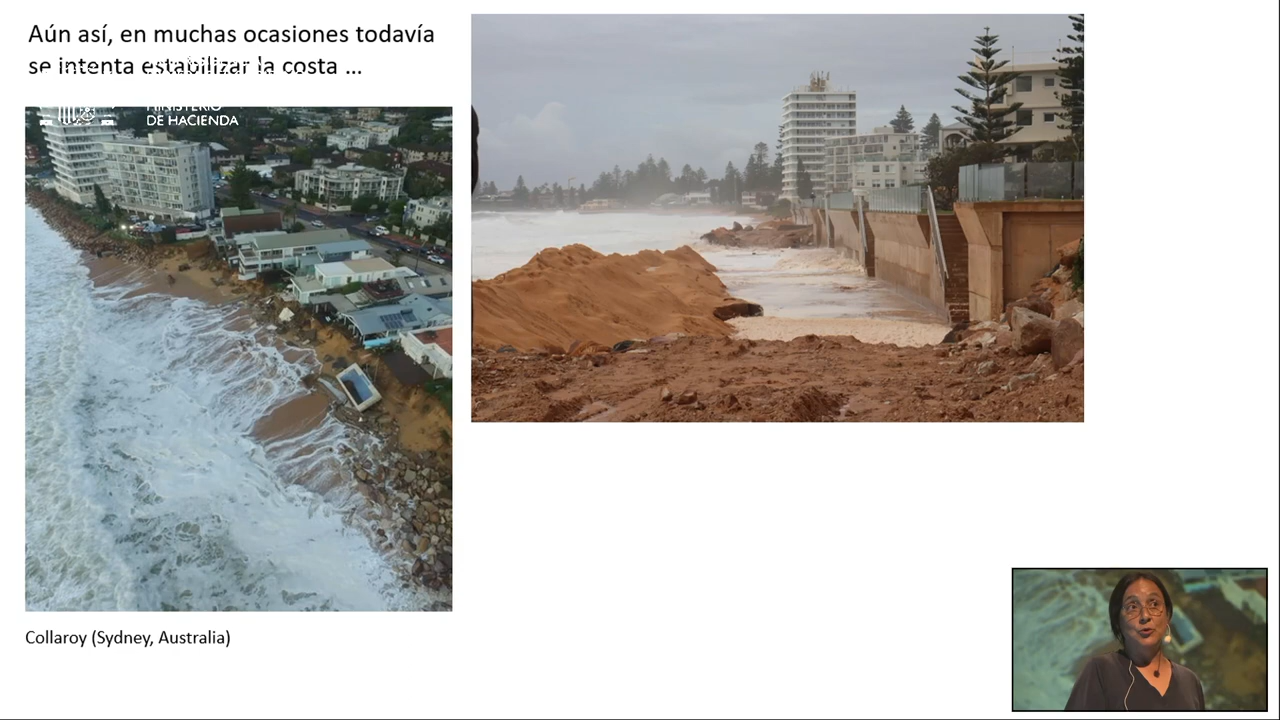 Aún así, en muchas ocasiones todavía
se intenta estabilizar la costa ...
MINISTERIO
DE HACIENDA
Collaroy (Sydney, Australia)